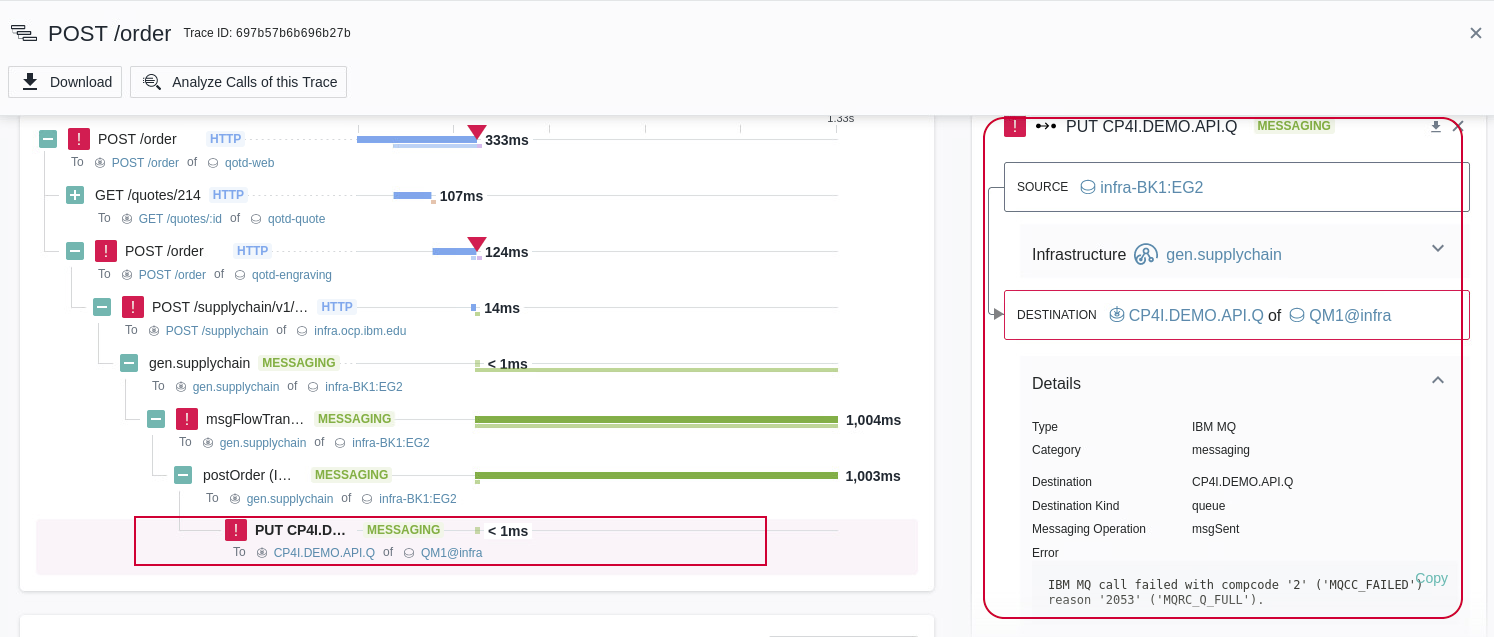 POST /order Trace ID: 697b57b6b696b27b
Download
Analyze Calls of this Trace
1.33s
POST /order HTTP 333ms
To POST /order of qotd-web
GET /quotes/214 HTTP 107ms
To GET /quotes/:id of qotd-quote
POST /order HTTP 124ms
To POST /order of qotd-engraving
POST /supplychain/v1/... HTTP 14ms
To POST /supplychain of infra.ocp.ibm.edu
gen.supplychain MESSAGING < 1ms
To gen.supplychain of infra-BK1:EG2
msgFlowTran... MESSAGING 1,004ms
To gen.supplychain of infra-BK1:EG2
postOrder (I... MESSAGING 1,003ms
To gen.supplychain of infra-BK1:EG2
PUT CP4I.D... MESSAGING < 1ms
To CP4I.DEMO.API.Q of QM1@infra
PUT CP4I.DEMO.API.Q MESSAGING
SOURCE infra-BK1:EG2
Infrastructure gen.supplychain
DESTINATION CP4I.DEMO.API.Q of QM1@infra
Details
Type IBM MQ
Category messaging
Destination CP4I.DEMO.API.Q
Destination Kind queue
Messaging Operation msgSent
Error
Copy
IBM MQ call failed with compcode '2' ('MQCC_FAILED')
reason '2053' ('MQRC_Q_FULL').